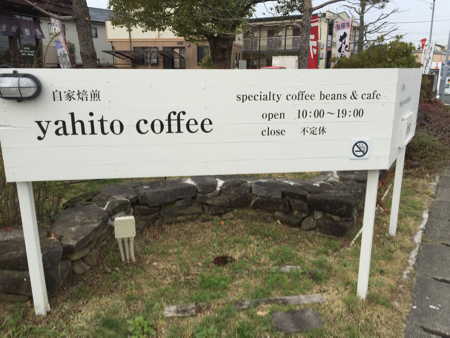 自家焙煎
yahito coffee
specialty coffee beans & cafe
open 10:00~19:00
close 不定休